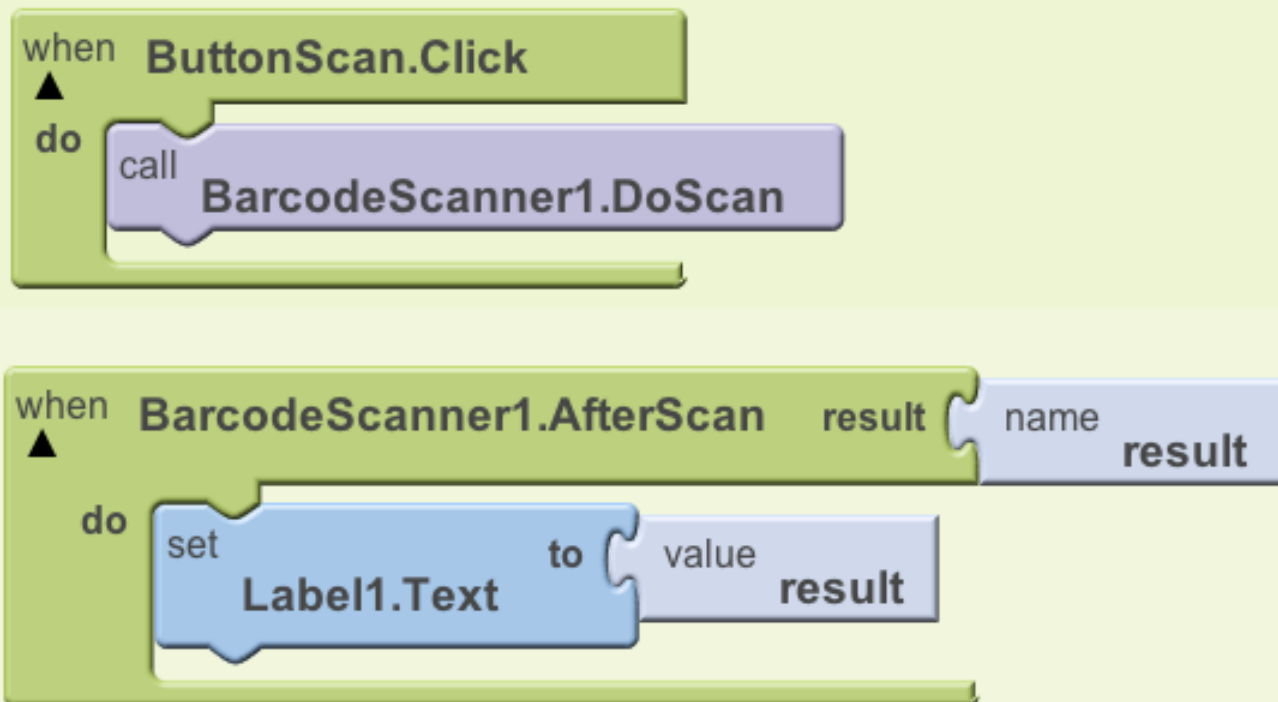 when ButtonScan.Click
do
call
BarcodeScanner1.DoScan
when BarcodeScanner1.AfterScan result name
result
do
set to value
Label1.Text result